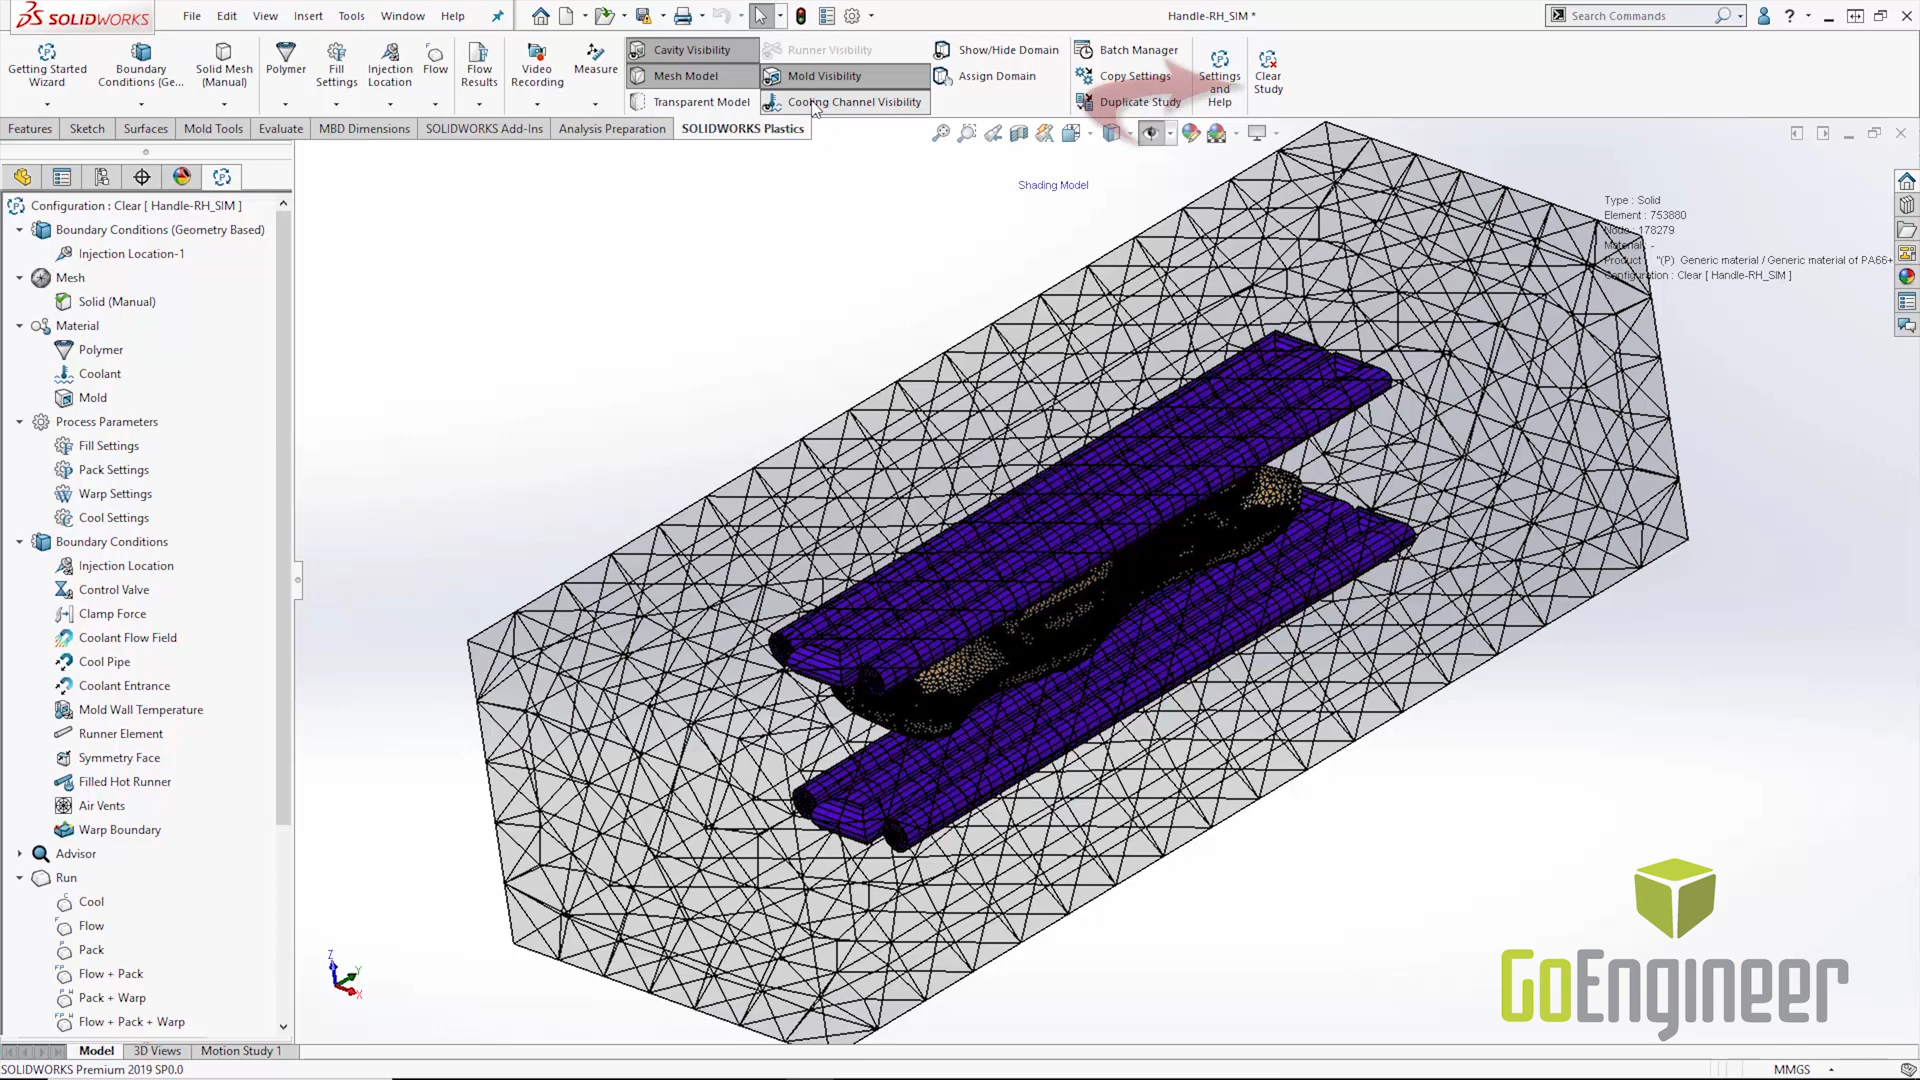 SOLIDWORKS
File Edit View Insert Tools Window Help
Handle-RH_SIM *
Search Commands
Getting Started Wizard
Boundary Conditions (Ge...
Solid Mesh (Manual)
Polymer
Fill Settings
Injection Location
Flow
Flow Results
Video Recording
Measure
Cavity Visibility
Mesh Model
Transparent Model
Runner Visibility
Mold Visibility
Cooling Channel Visibility
Show/Hide Domain
Assign Domain
Batch Manager
Copy Settings
Duplicate Study
Settings and Help
Clear Study
Features Sketch Surfaces Mold Tools Evaluate MBD Dimensions SOLIDWORKS Add-Ins Analysis Preparation SOLIDWORKS Plastics
Shading Model
Type : Solid
Element : 753880
Node : 178279
Material : -
Product : "(P) Generic material / Generic material of PA66+
Configuration : Clear [ Handle-RH_SIM ]
Configuration : Clear [ Handle-RH_SIM ]
Boundary Conditions (Geometry Based)
Injection Location-1
Mesh
Solid (Manual)
Material
Polymer
Coolant
Mold
Process Parameters
Fill Settings
Pack Settings
Warp Settings
Cool Settings
Boundary Conditions
Injection Location
Control Valve
Clamp Force
Coolant Flow Field
Cool Pipe
Coolant Entrance
Mold Wall Temperature
Runner Element
Symmetry Face
Filled Hot Runner
Air Vents
Warp Boundary
Advisor
Run
Cool
Flow
Pack
Flow + Pack
Pack + Warp
Flow + Pack + Warp
Z
Y
X
GoEngineer
Model 3D Views Motion Study 1
SOLIDWORKS Premium 2019 SP0.0
MMGS